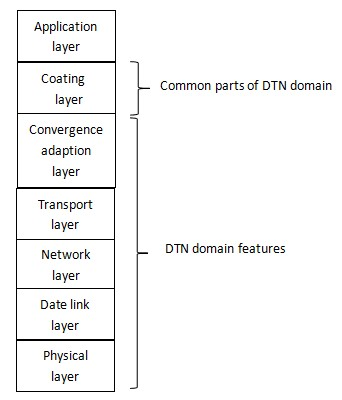 Application
layer
Coating
layer
Common parts of DTN domain
Convergence
adaption
layer
Transport
layer
Network
layer
DTN domain features
Date link
layer
Physical
layer